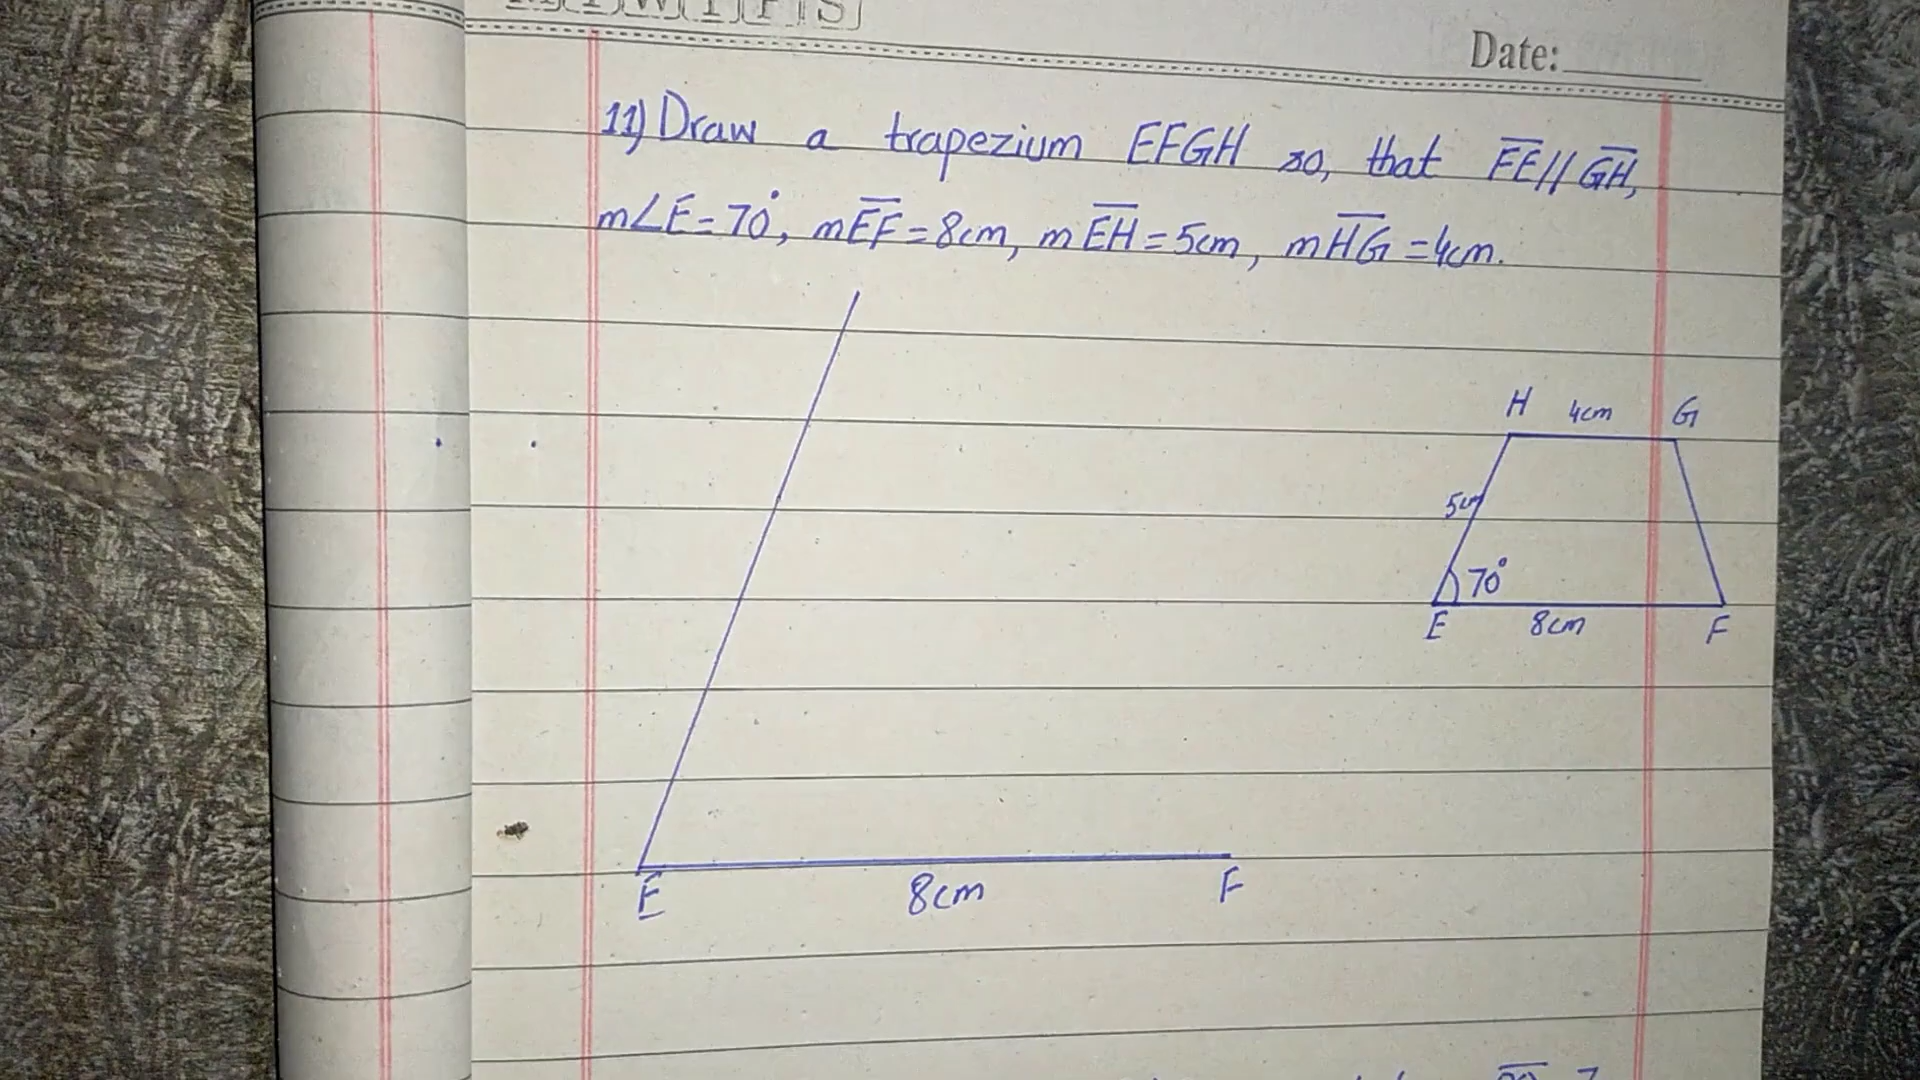 Date:
11) Draw a trapezium EFGH so, that FE//GH,
m∠E=70°, mEF=8cm, mEH=5cm, mHG=4cm.
H 4cm G
5cm
70°
E 8cm F
E 8cm F